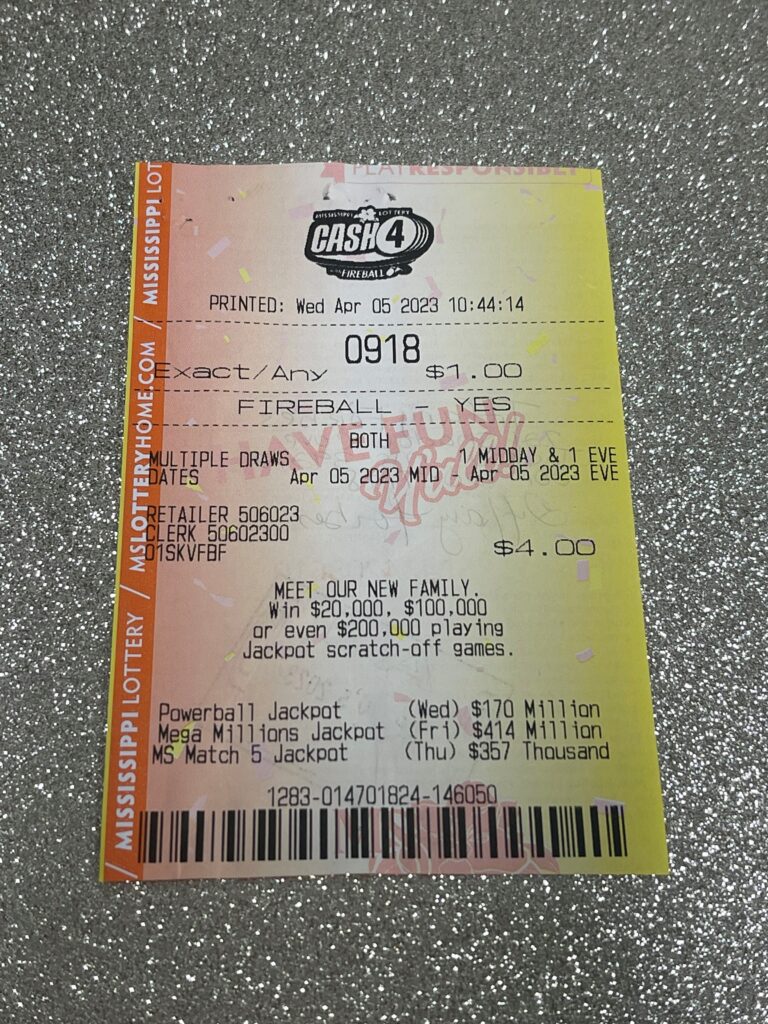 PLAY RESPONSIBLY
MISSISSIPPI LOTTERY
CASH 4
FIREBALL
PRINTED: Wed Apr 05 2023 10:44:14
0918
Exact/Any $1.00
FIREBALL - YES
HAVE FUN
BOTH
MULTIPLE DRAWS 1 MIDDAY & 1 EVE
DATES Apr 05 2023 MID - Apr 05 2023 EVE
RETAILER 506023
CLERK 50602300
01SKVFBF $4.00
MEET OUR NEW FAMILY.
Win $20,000, $100,000
or even $200,000 playing
Jackpot scratch-off games.
Powerball Jackpot (Wed) $170 Million
Mega Millions Jackpot (Fri) $414 Million
MS Match 5 Jackpot (Thu) $357 Thousand
1283-014701824-146050
/ MISSISSIPPI LOTTERY / MSLOTTERYHOME.COM / MISSISSIPPI LOT